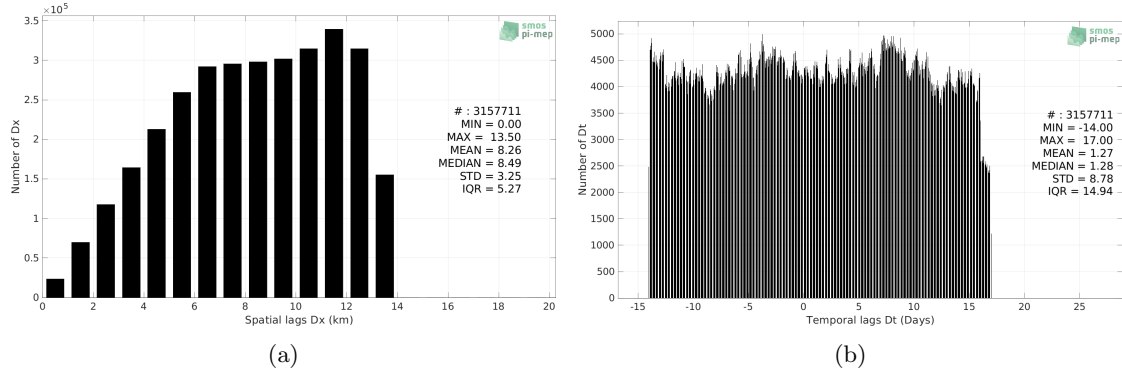 ×10⁵
3.5
3
2.5
2
1.5
1
0.5
0
Number of Dx
smos
pi-mep
# : 3157711
MIN = 0.00
MAX = 13.50
MEAN = 8.26
MEDIAN = 8.49
STD = 3.25
IQR = 5.27
0 2 4 6 8 10 12 14 16 18 20
Spatial lags Dx (km)
(a)
5000
4500
4000
3500
3000
2500
2000
1500
1000
500
0
Number of Dt
smos
pi-mep
# : 3157711
MIN = -14.00
MAX = 17.00
MEAN = 1.27
MEDIAN = 1.28
STD = 8.78
IQR = 14.94
-15 -10 -5 0 5 10 15 20 25
Temporal lags Dt (Days)
(b)